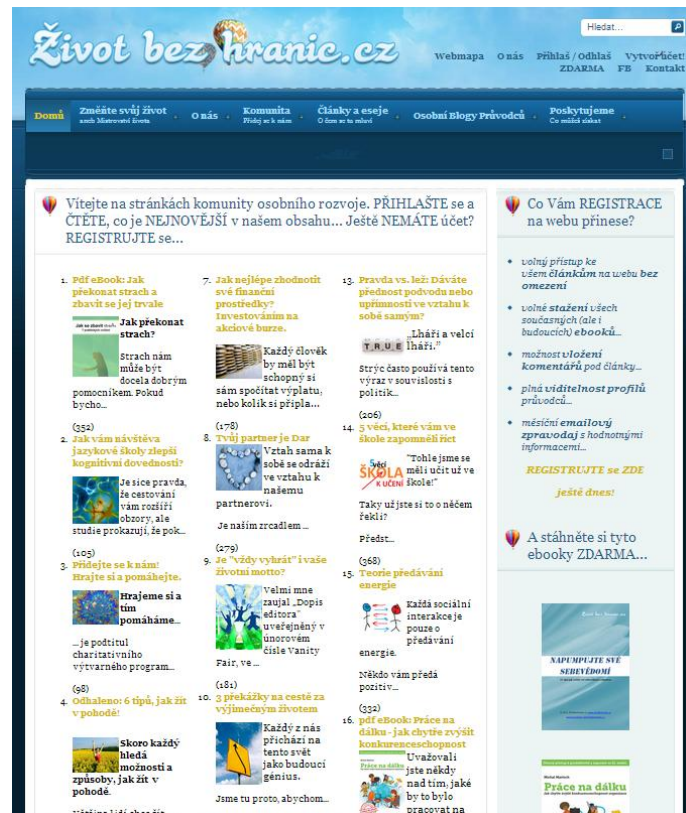 Život bez hranic.cz
Hledat...
Webmapa O nás Přihlaš / Odhlaš Vytvořit účet!
ZDARMA FB Kontakt
Domů
Změňte svůj život
aneb Mistrovství života
O nás
Komunita
Přidej se k nám
Články a eseje
O čem se tu mluví
Osobní Blogy Průvodců
Poskytujeme
Co můžeš získat
Vítejte na stránkách komunity osobního rozvoje. PŘIHLAŠTE se a
ČTĚTE, co je NEJNOVĚJŠÍ v našem obsahu... Ještě NEMÁTE účet?
REGISTRUJTE se...
1. Pdf eBook: Jak
překonat strach a
zbavit se jej trvale
Jak překonat
strach?
Strach nám
může být
docela dobrým
pomocníkem. Pokud
bycho...
(352)
2. Jak vám návštěva
jazykové školy zlepší
kognitivní dovednosti?
Je sice pravda,
že cestování
vám rozšíří
obzory, ale
studie prokazují, že pok...
(105)
3. Přidejte se k nám!
Hrajte si a pomáhejte.
Hrajeme si a
tím
pomáháme...
... je podtitul
charitativního
výtvarného program...
(98)
4. Odhaleno: 6 tipů, jak žít
v pohodě!
Skoro každý
hledá
možnosti a
způsoby, jak žít v
pohodě.
7. Jak nejlépe zhodnotit
své finanční
prostředky?
Investováním na
akciové burze.
Každý člověk
by měl být
schopný si
sám spočítat výplatu,
nebo kolik si připla...
(178)
8. Tvůj partner je Dar
Vztah sama k
sobě se odráží
ve vztahu k
našemu
partnerovi.
Je naším zrcadlem ...
(279)
9. Je "vždy vyhrát" i vaše
životní motto?
Velmi mne
zaujal „Dopis
editora"
uveřejněný v
únorovém
čísle Vanity
Fair, ve ...
(181)
10. 3 překážky na cestě za
výjimečným životem
Každý z nás
přichází na
tento svět
jako budoucí
génius.
Jsme tu proto, abychom...
13. Pravda vs. lež: Dáváte
přednost podvodu nebo
upřímnosti ve vztahu k
sobě samým?
TRUE
„Lháři a velcí
lháři."
Strýc často používá tento
výraz v souvislosti s
politik...
(206)
14. 5 věcí, které vám ve
škole zapomněli říct
5 věcí
ŠKOLA
K UČENÍ
"Tohle jsme se
měli učit už ve
škole!"
Taky už jste si to o něčem
řekli?
Předst...
(368)
15. Teorie předávání
energie
Každá sociální
interakce je
pouze o
předávání
energie.
Někdo vám předá
pozitiv...
(332)
16. pdf eBook: Práce na
dálku - jak chytře zvýšit
konkurenceschopnost
Práce na dálku
Uvažovali
jste někdy
nad tím, jaké
by to bylo
pracovat na
Co Vám REGISTRACE
na webu přinese?
volný přístup ke
všem článkům na webu bez
omezení
volné stažení všech
současných (ale i
budoucích) ebooků...
možnost vložení
komentářů pod články...
plná viditelnost profilů
průvodců...
měsíční emailový
zpravodaj s hodnotnými
informacemi...
REGISTRUJTE se ZDE
ještě dnes!
A stáhněte si tyto
ebooky ZDARMA...
NAPUMPUJTE SVÉ
SEBEVĚDOMÍ
Práce na dálku